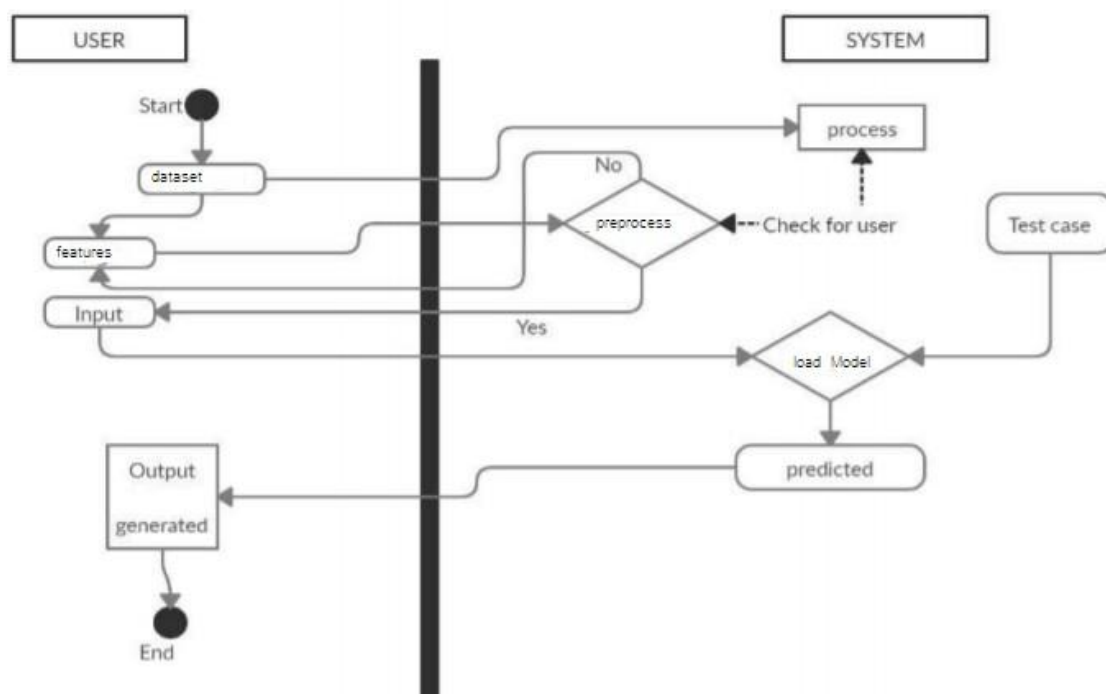 USER
SYSTEM
Start
process
dataset
No
preprocess
Check for user
Test case
features
Input
Yes
load Model
Output
generated
predicted
End